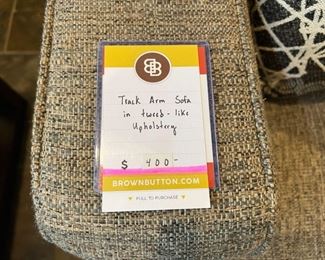 BB
Track Arm Sofa
in tweed-like
Upholstery
$ 400-
BROWNBUTTON.COM
PULL TO PURCHASE